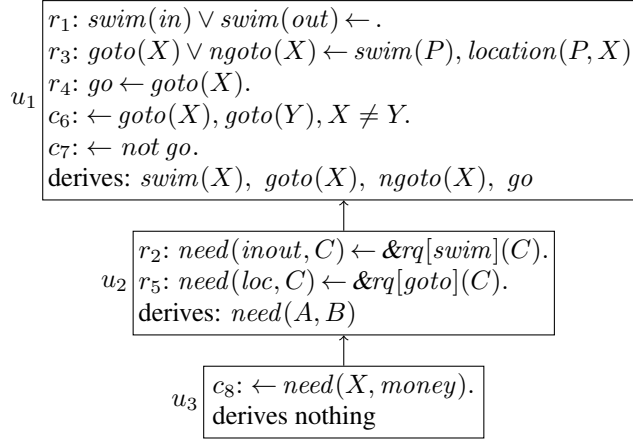 r₁: swim(in) ∨ swim(out) ←.
r₃: goto(X) ∨ ngoto(X) ← swim(P), location(P, X)
r₄: go ← goto(X).
u₁
c₆: ← goto(X), goto(Y), X ≠ Y.
c₇: ← not go.
derives: swim(X), goto(X), ngoto(X), go
r₂: need(inout, C) ← &rq[swim](C).
u₂
r₅: need(loc, C) ← &rq[goto](C).
derives: need(A, B)
c₈: ← need(X, money).
u₃
derives nothing